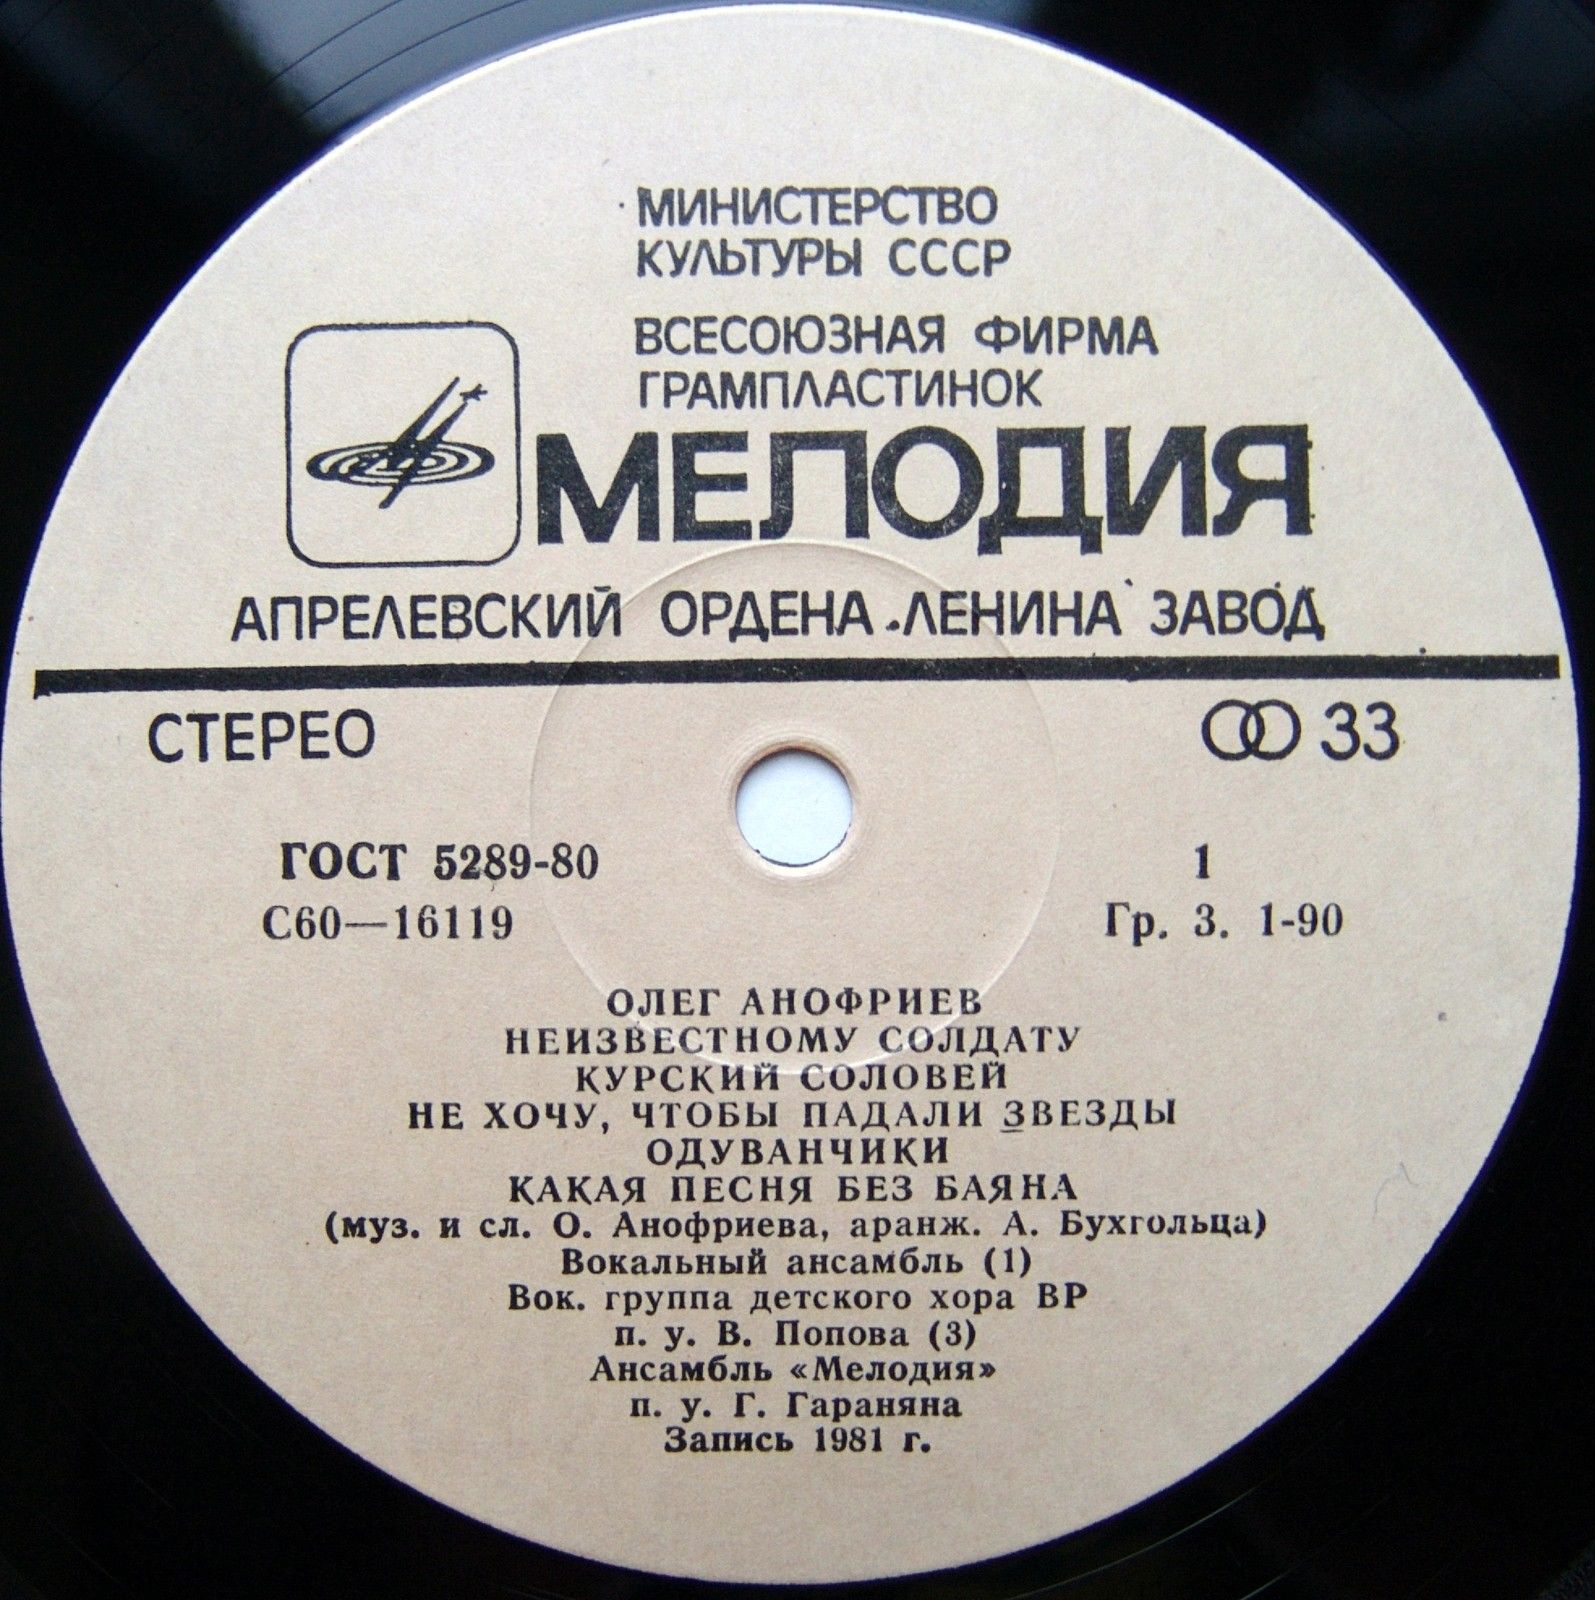 МИНИСТЕРСТВО
КУЛЬТУРЫ СССР
ВСЕСОЮЗНАЯ ФИРМА
ГРАМПЛАСТИНОК
МЕЛОДИЯ
АПРЕЛЕВСКИЙ ОРДЕНА ЛЕНИНА ЗАВОД
СТЕРЕО 33
ГОСТ 5289-80 1
С60—16119 Гр. 3. 1-90
ОЛЕГ АНОФРИЕВ
НЕИЗВЕСТНОМУ СОЛДАТУ
КУРСКИЙ СОЛОВЕЙ
НЕ ХОЧУ, ЧТОБЫ ПАДАЛИ ЗВЕЗДЫ
ОДУВАНЧИКИ
КАКАЯ ПЕСНЯ БЕЗ БАЯНА
(муз. и сл. О. Анофриева, аранж. А. Бухгольца)
Вокальный ансамбль (1)
Вок. группа детского хора ВР
п. у. В. Попова (3)
Ансамбль «Мелодия»
п. у. Г. Гараняна
Запись 1981 г.